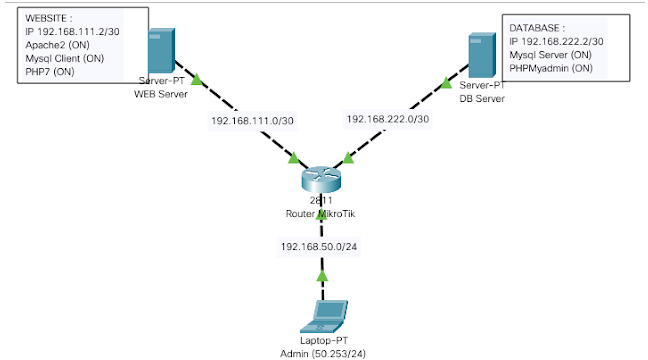 WEBSITE :
IP 192.168.111.2/30
Apache2 (ON)
Mysql Client (ON)
PHP7 (ON)
Server-PT
WEB Server
DATABASE :
IP 192.168.222.2/30
Mysql Server (ON)
PHPMyadmin (ON)
Server-PT
DB Server
192.168.111.0/30
192.168.222.0/30
2811
Router MikroTik
192.168.50.0/24
Laptop-PT
Admin (50.253/24)